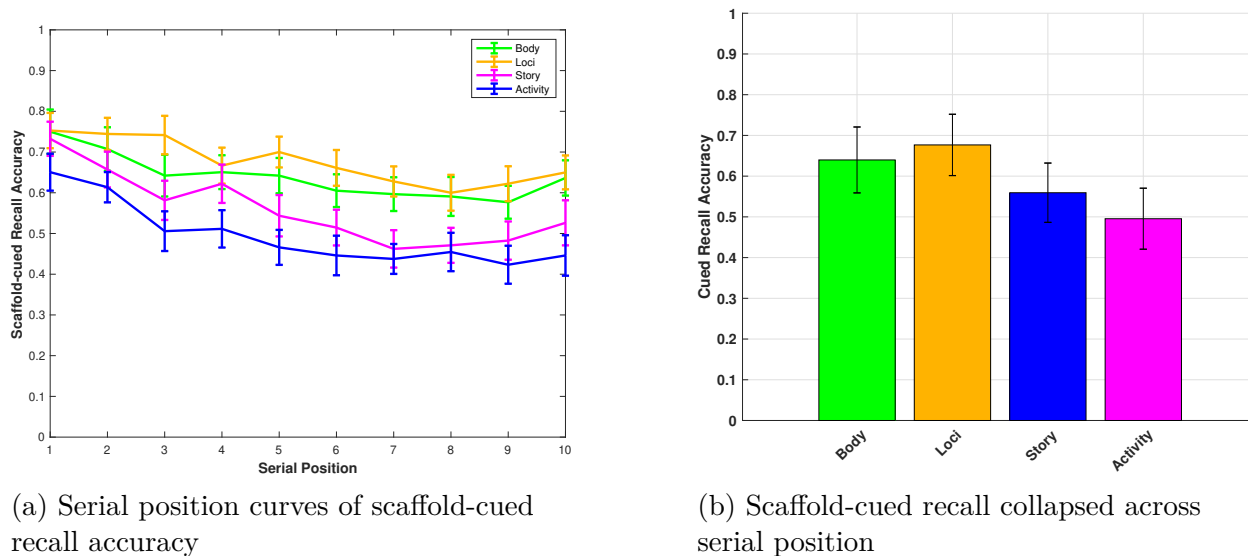 1
0.9
0.8
0.7
0.6
0.5
0.4
0.3
0.2
0.1
0
Scaffold-cued Recall Accuracy
1 2 3 4 5 6 7 8 9 10
Serial Position
Body
Loci
Story
Activity
(a) Serial position curves of scaffold-cued
recall accuracy
1
0.9
0.8
0.7
0.6
0.5
0.4
0.3
0.2
0.1
0
Cued Recall Accuracy
Body Loci Story Activity
(b) Scaffold-cued recall collapsed across
serial position